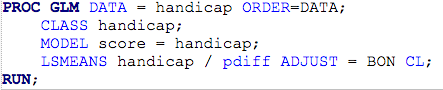 PROC GLM DATA = handicap ORDER=DATA;
CLASS handicap;
MODEL score = handicap;
LSMEANS handicap / pdiff ADJUST = BON CL;
RUN;